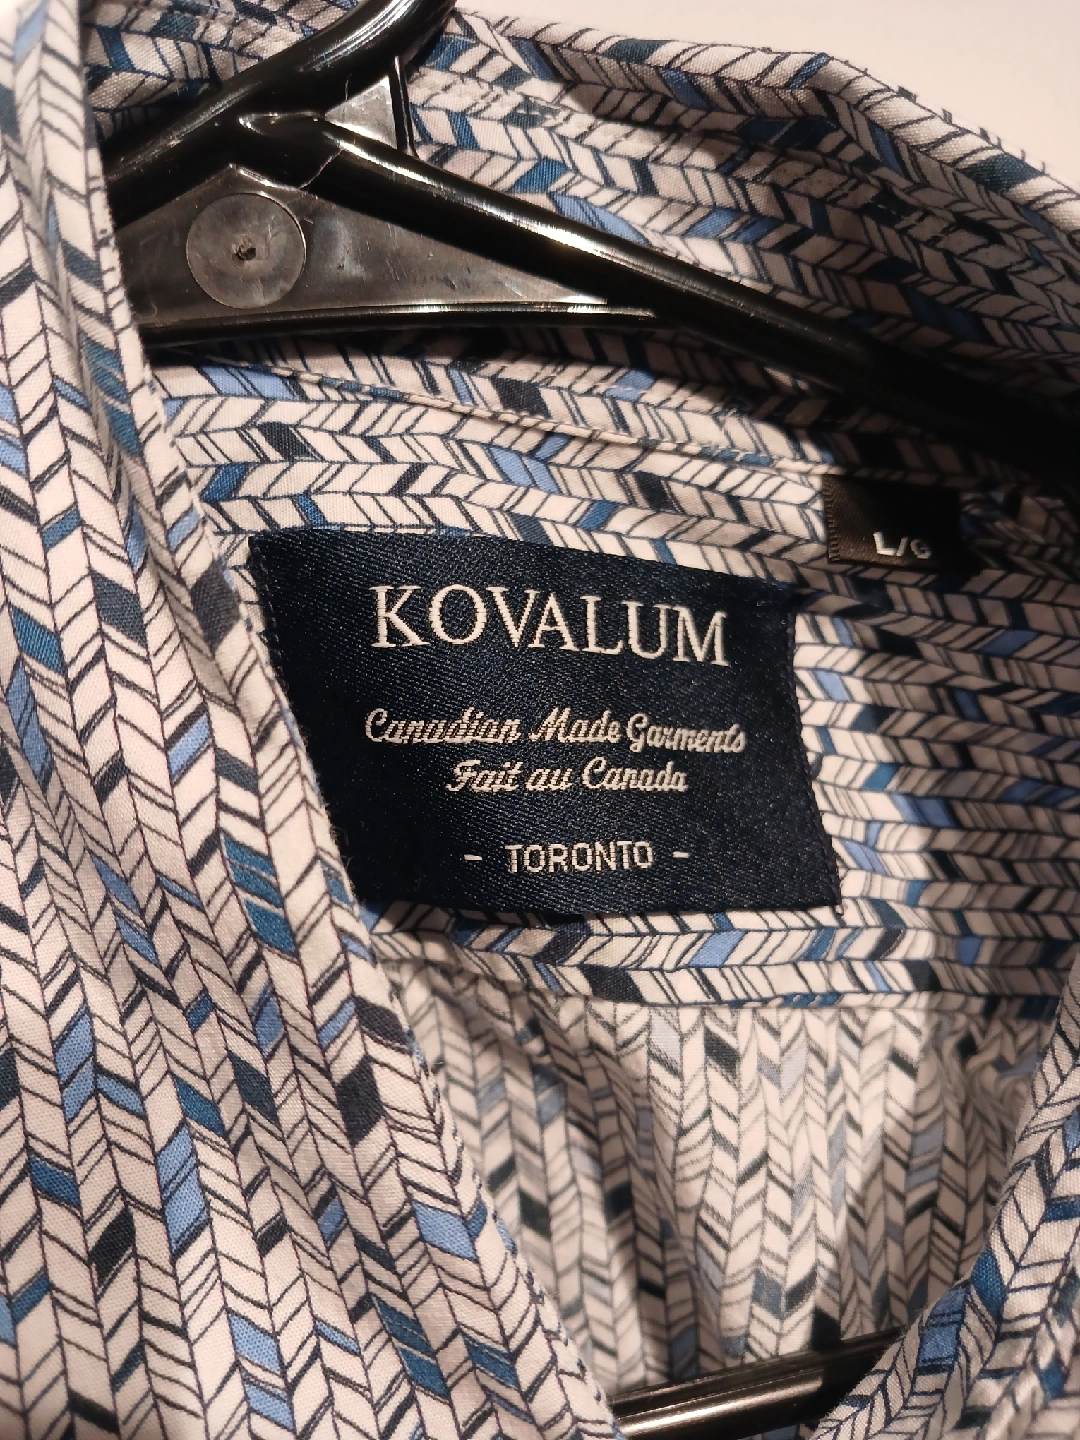 L/G
KOVALUM
Canadian Made Garments
Fait au Canada
- TORONTO -